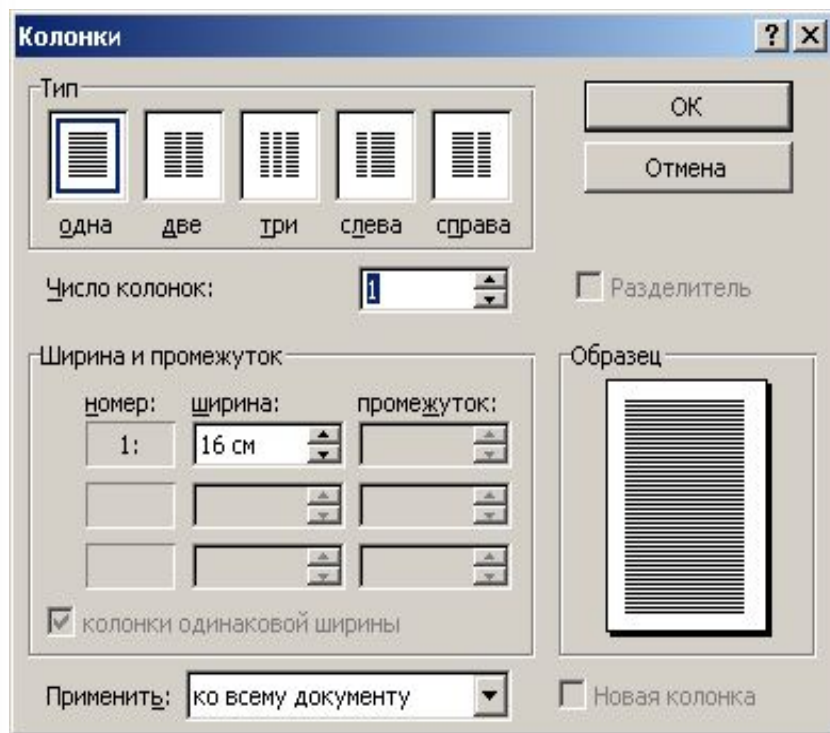 Колонки
Тип
ОК
Отмена
одна две три слева справа
Число колонок: 1
Разделитель
Ширина и промежуток
Образец
номер: ширина: промежуток:
1: 16 см
колонки одинаковой ширины
Применить: ко всему документу
Новая колонка